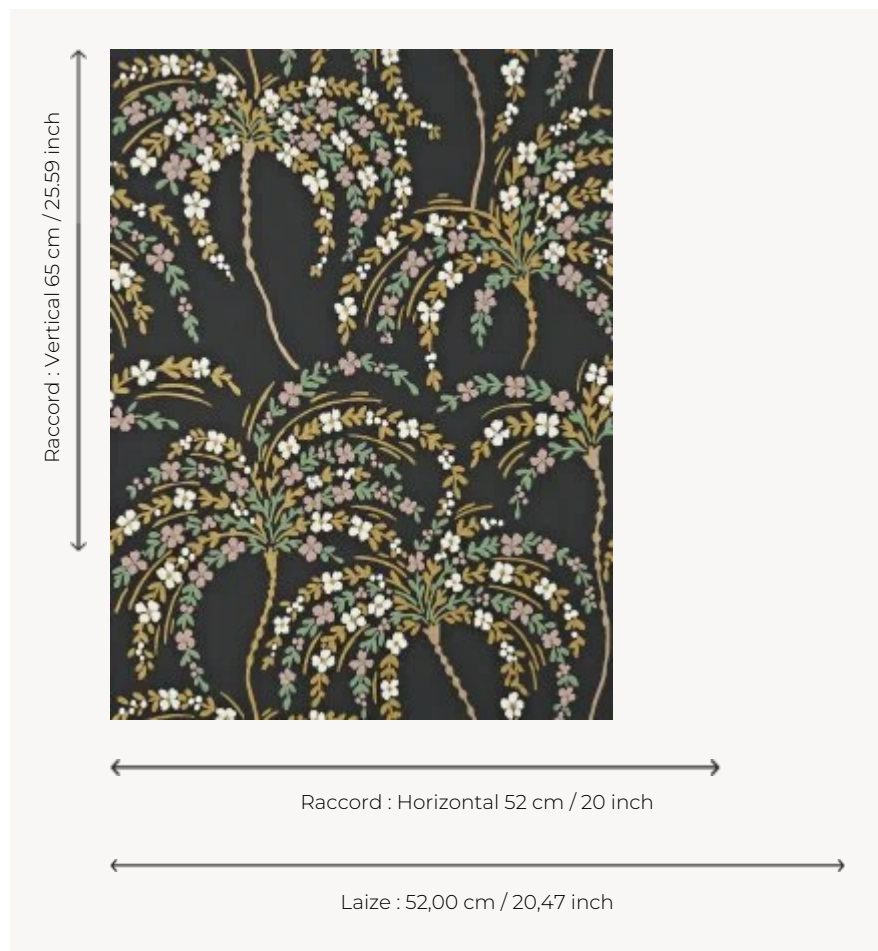 Raccord : Vertical 65 cm / 25.59 inch
Raccord : Horizontal 52 cm / 20 inch
Laize : 52,00 cm / 20,47 inch